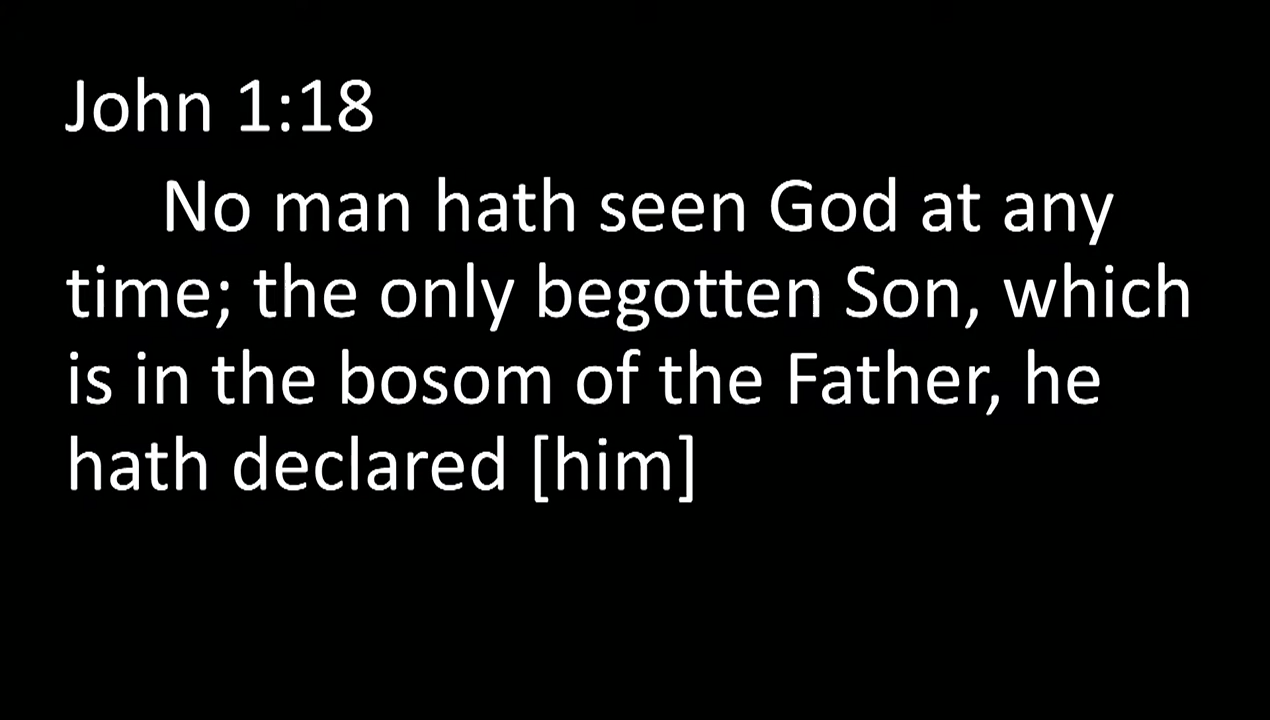 John 1:18
No man hath seen God at any
time; the only begotten Son, which
is in the bosom of the Father, he
hath declared [him]